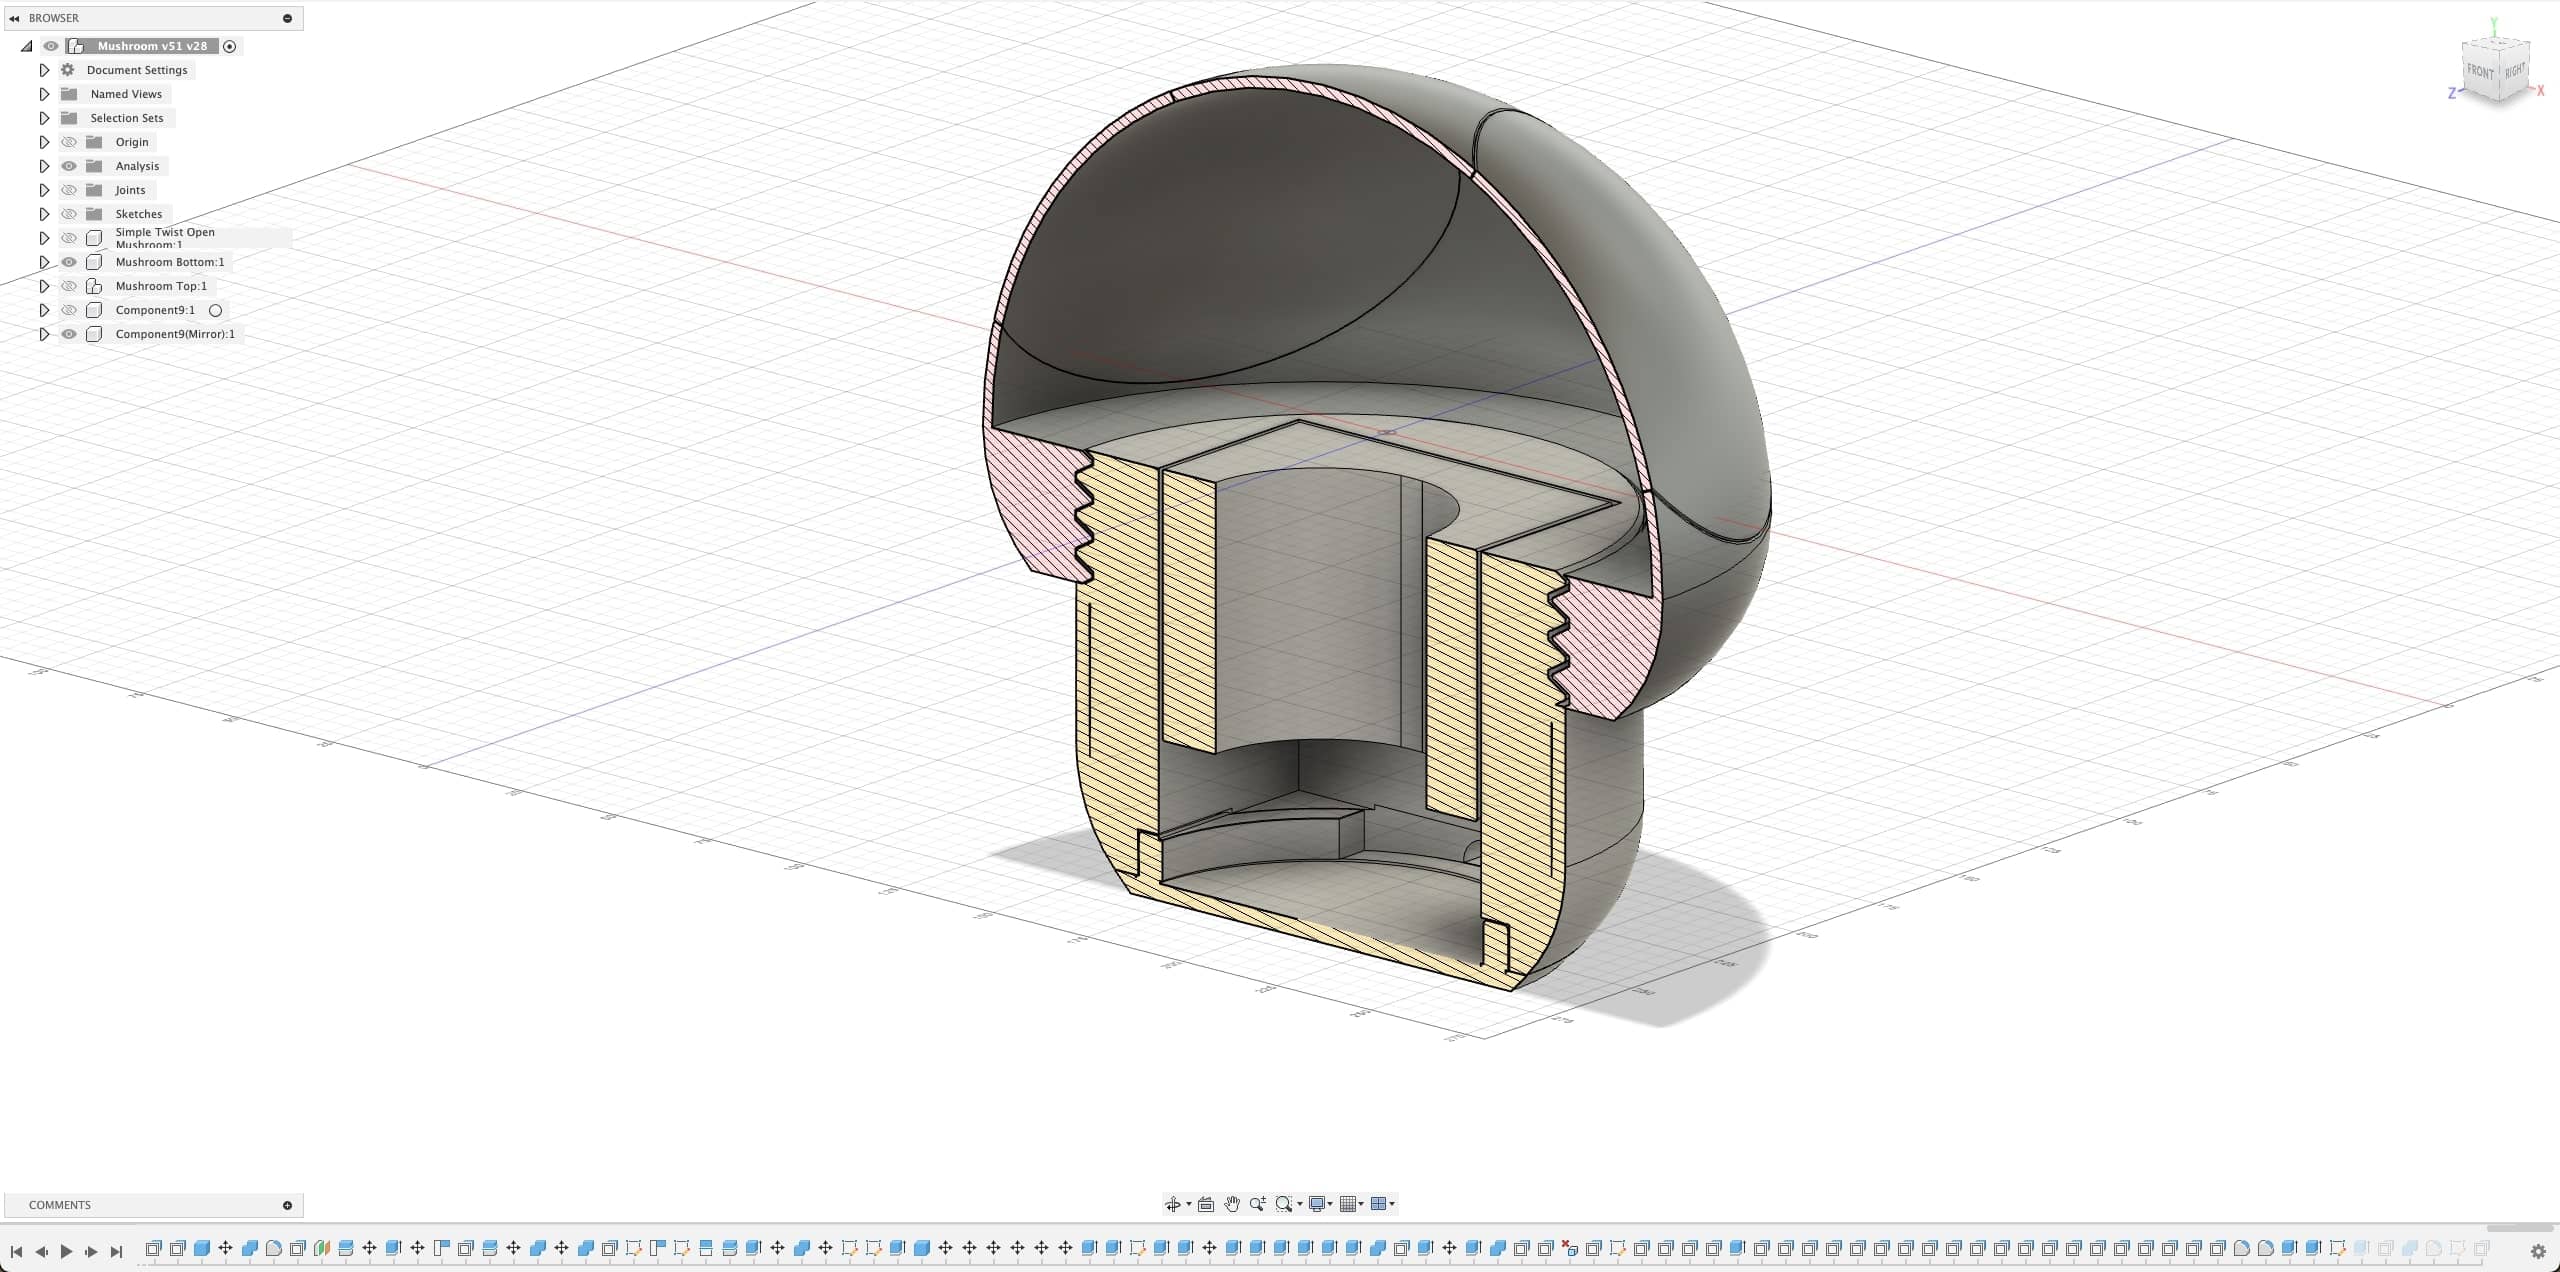 BROWSER
Mushroom v51 v28
Document Settings
Named Views
Selection Sets
Origin
Analysis
Joints
Sketches
Simple Twist Open
Mushroom:1
Mushroom Bottom:1
Mushroom Top:1
Component9:1
Component9(Mirror):1
Y
FRONT
RIGHT
Z
X
COMMENTS